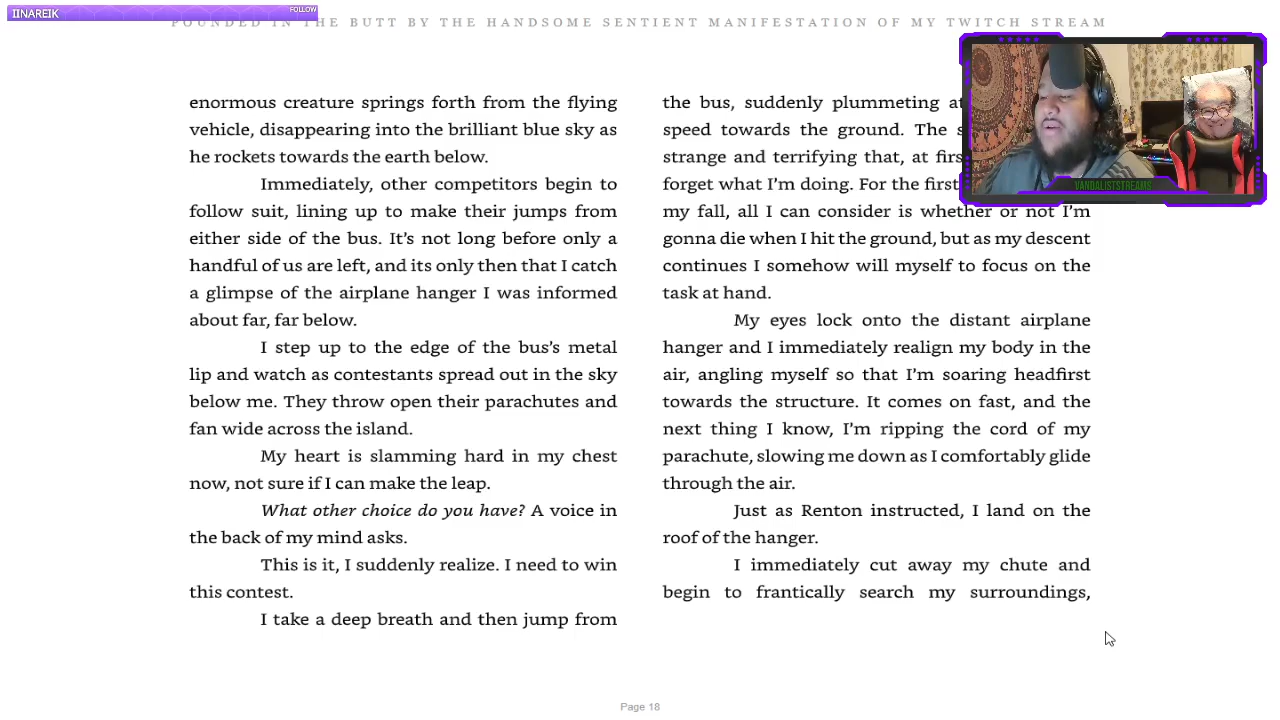 IINAREIK
FOLLOW
POUNDED IN THE BUTT BY THE HANDSOME SENTIENT MANIFESTATION OF MY TWITCH STREAM
enormous creature springs forth from the flying
vehicle, disappearing into the brilliant blue sky as
he rockets towards the earth below.
Immediately, other competitors begin to
follow suit, lining up to make their jumps from
either side of the bus. It's not long before only a
handful of us are left, and its only then that I catch
a glimpse of the airplane hanger I was informed
about far, far below.
I step up to the edge of the bus's metal
lip and watch as contestants spread out in the sky
below me. They throw open their parachutes and
fan wide across the island.
My heart is slamming hard in my chest
now, not sure if I can make the leap.
What other choice do you have? A voice in
the back of my mind asks.
This is it, I suddenly realize. I need to win
this contest.
I take a deep breath and then jump from
the bus, suddenly plummeting at
speed towards the ground. The
strange and terrifying that, at
forget what I'm doing. For the first
my fall, all I can consider is whether or not I'm
gonna die when I hit the ground, but as my descent
continues I somehow will myself to focus on the
task at hand.
My eyes lock onto the distant airplane
hanger and I immediately realign my body in the
air, angling myself so that I'm soaring headfirst
towards the structure. It comes on fast, and the
next thing I know, I'm ripping the cord of my
parachute, slowing me down as I comfortably glide
through the air.
Just as Renton instructed, I land on the
roof of the hanger.
I immediately cut away my chute and
begin to frantically search my surroundings,
VANDALISTSTREAMS
Page 18